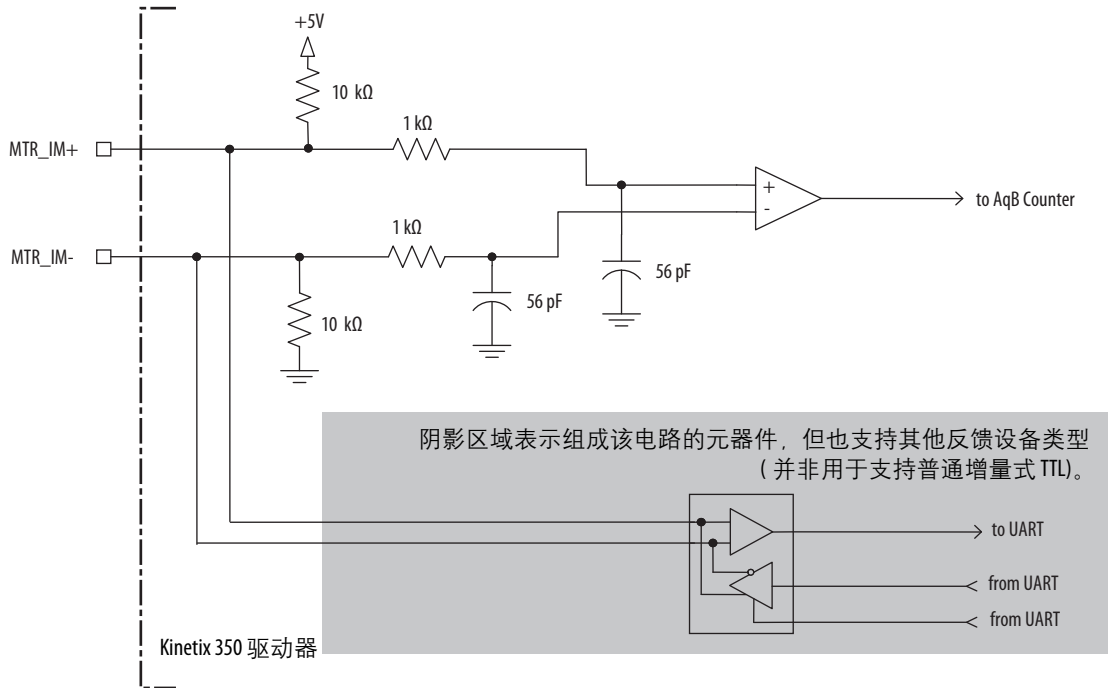 +5V
10 kΩ
1 kΩ
MTR_IM+
+
-
to AqB Counter
1 kΩ
MTR_IM-
56 pF
56 pF
10 kΩ
阴影区域表示组成该电路的元器件，但也支持其他反馈设备类型
( 并非用于支持普通增量式 TTL)。
to UART
from UART
from UART
Kinetix 350 驱动器